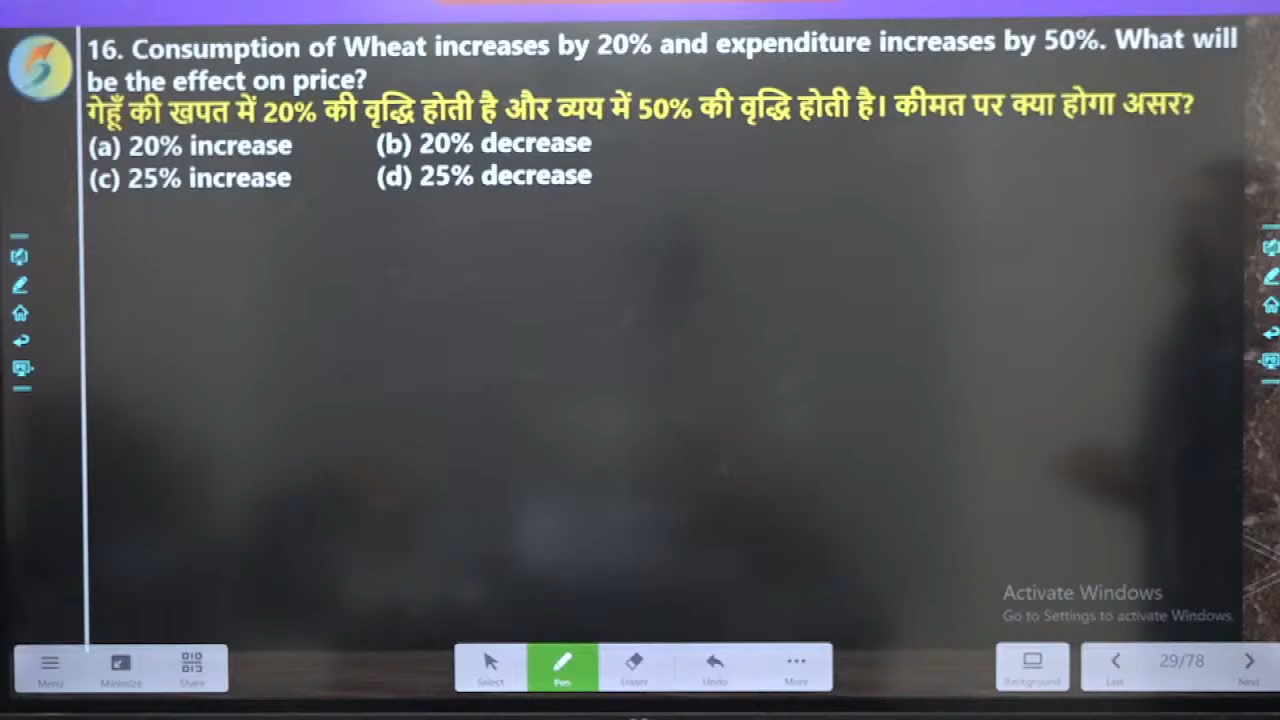 16. Consumption of Wheat increases by 20% and expenditure increases by 50%. What will
be the effect on price?
गेहूँ की खपत में 20% की वृद्धि होती है और व्यय में 50% की वृद्धि होती है। कीमत पर क्या होगा असर?
(a) 20% increase (b) 20% decrease
(c) 25% increase (d) 25% decrease
Activate Windows
Go to Settings to activate Windows.
Menu Minimize Share Select Pen Eraser Undo More Background Last 29/78 Next